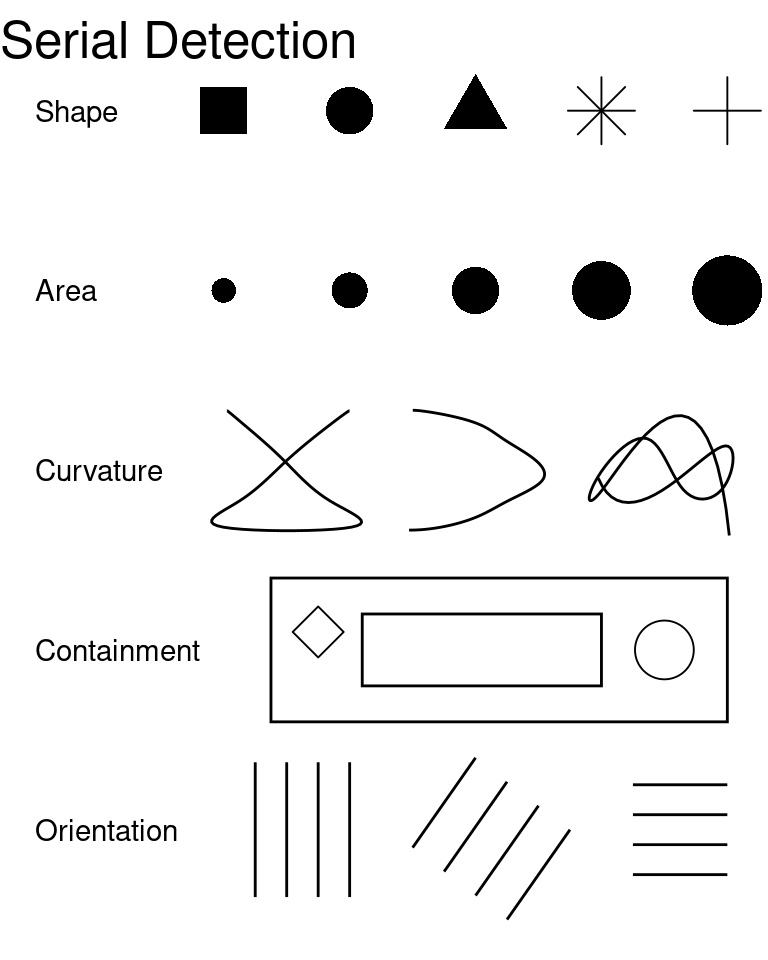 Serial Detection
Shape
Area
Curvature
Containment
Orientation